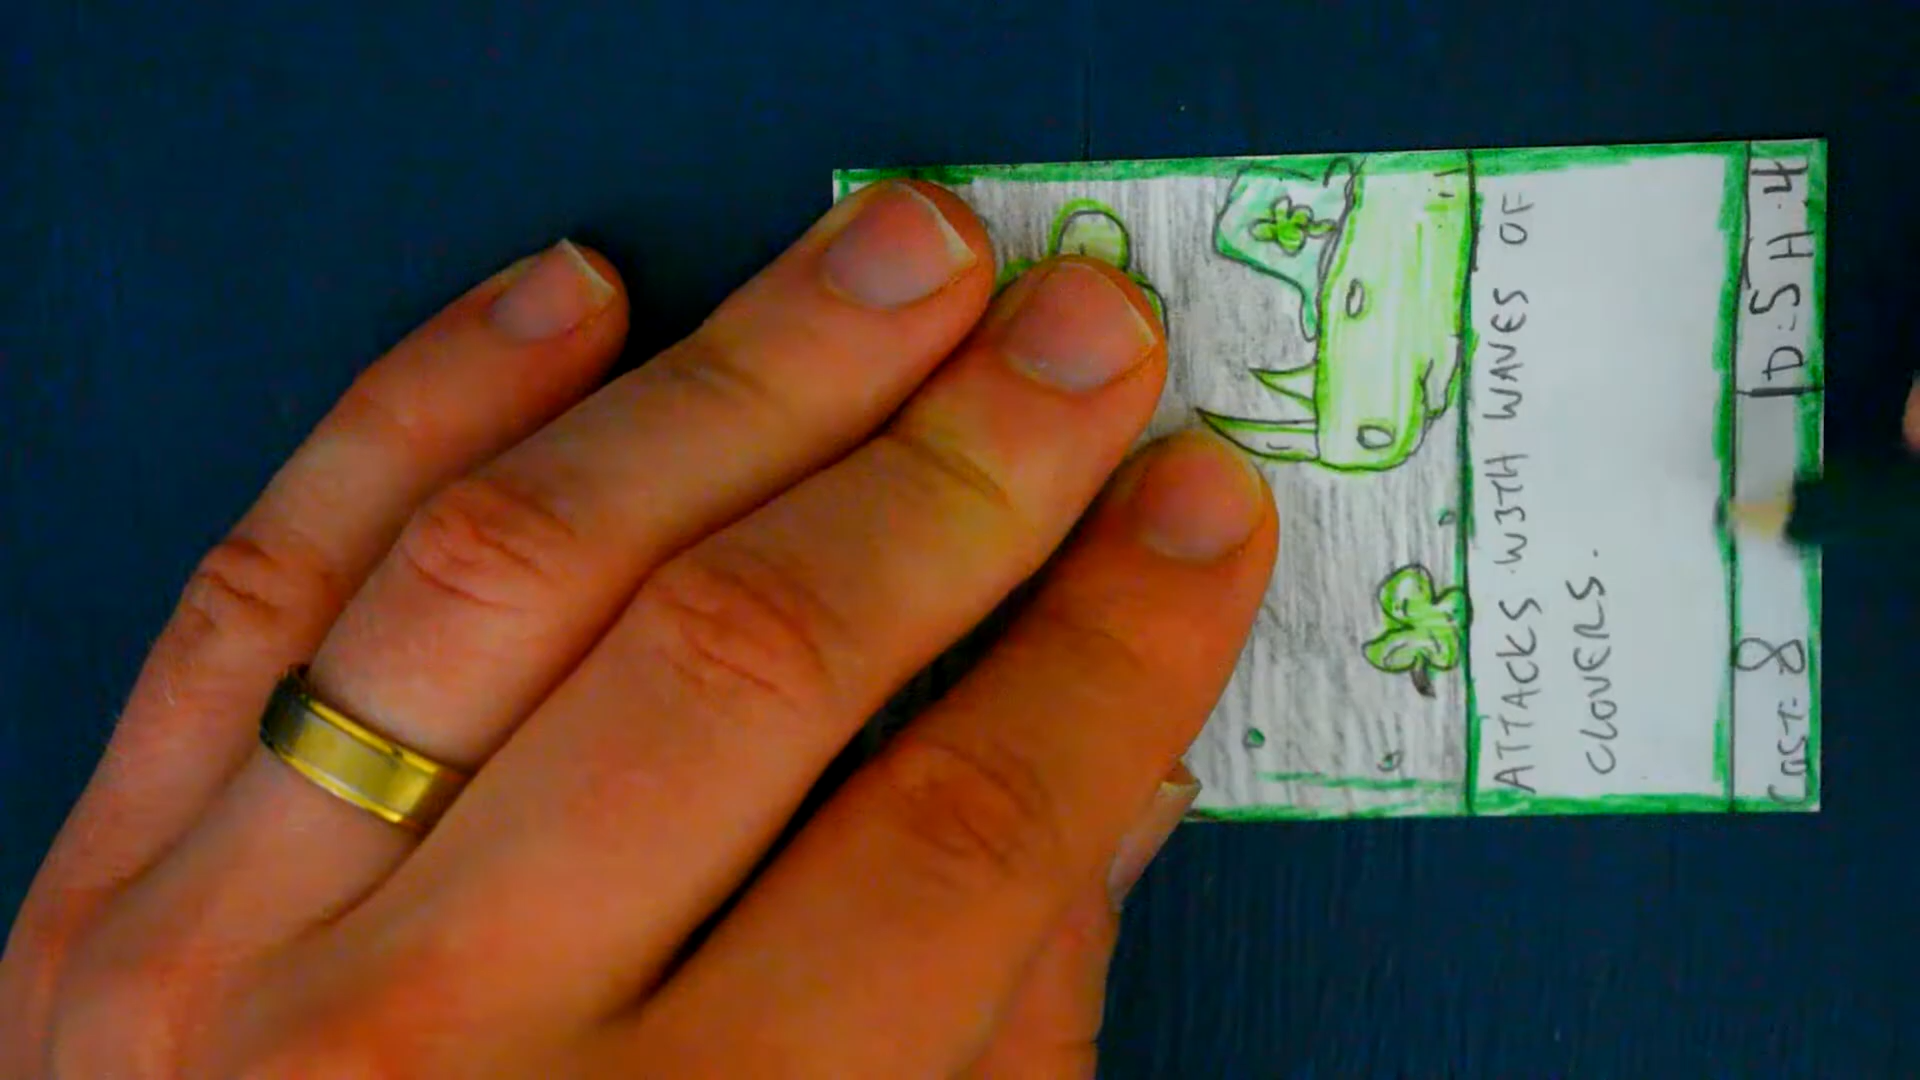 ATTACKS W3TH WAVES OF
CLOVERS.
COST: 8 D:5 H:4